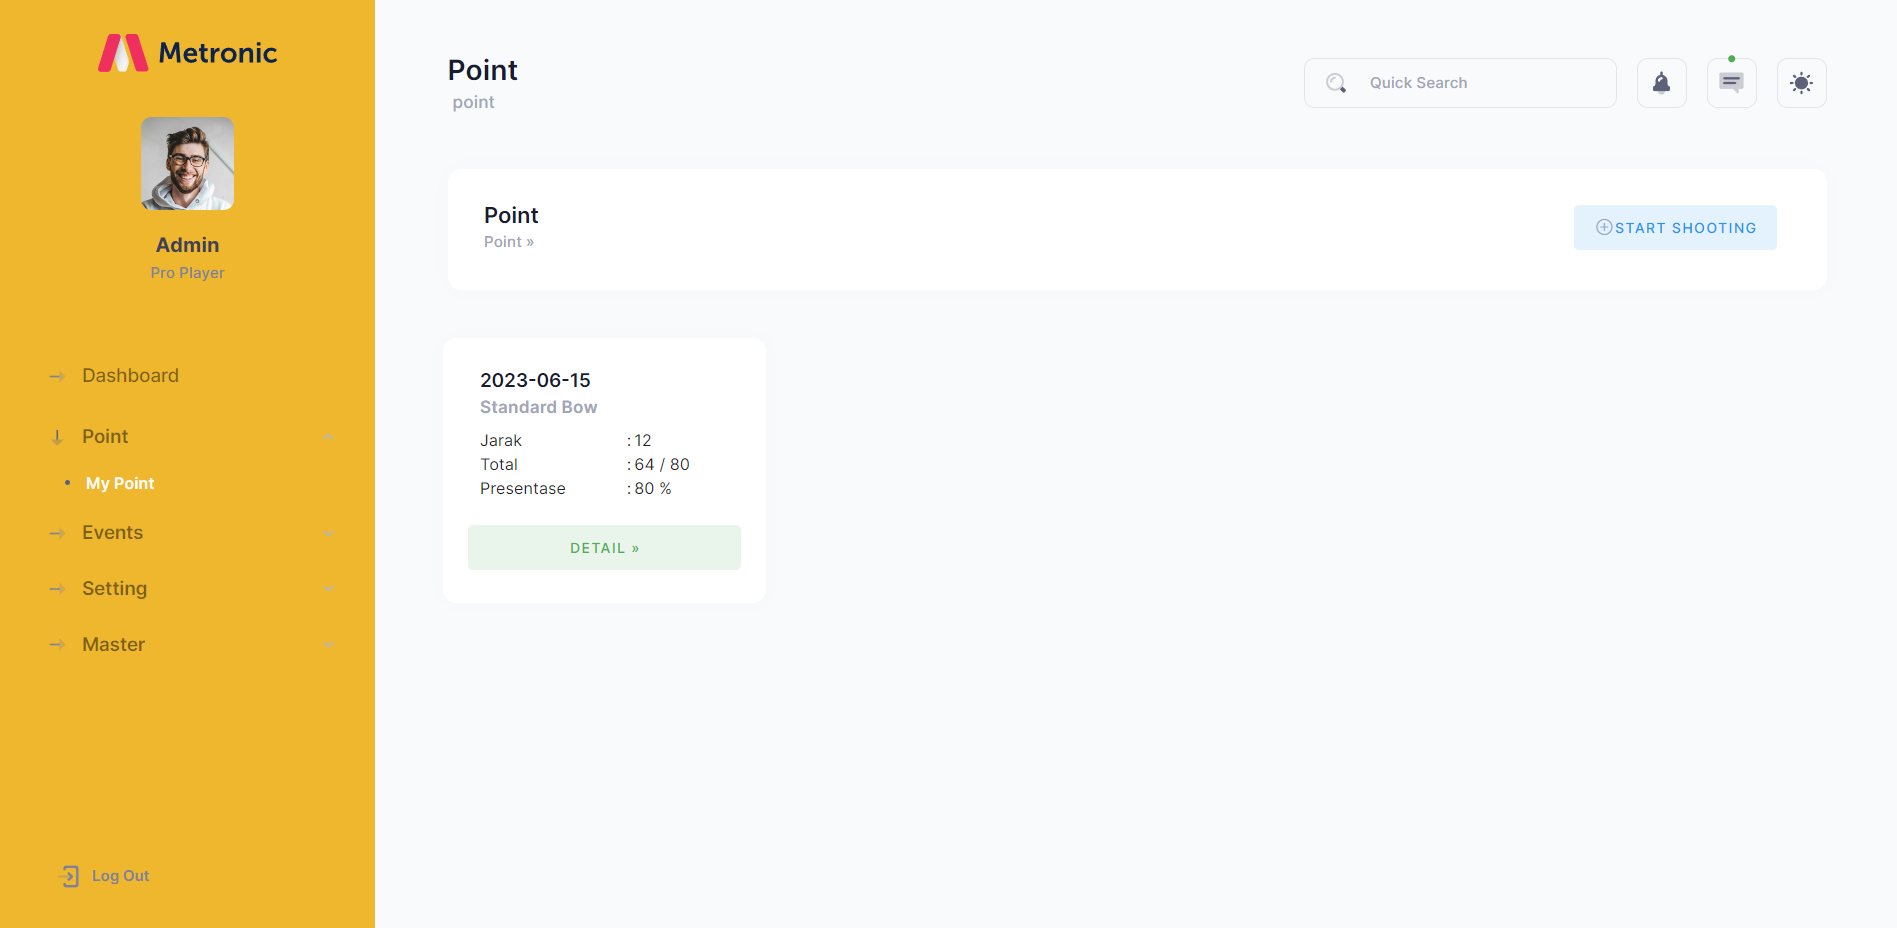 Metronic
Admin
Pro Player
Dashboard
Point
My Point
Events
Setting
Master
Log Out
Point
point
Quick Search
Point
Point »
START SHOOTING
2023-06-15
Standard Bow
Jarak : 12
Total : 64 / 80
Presentase : 80 %
DETAIL »